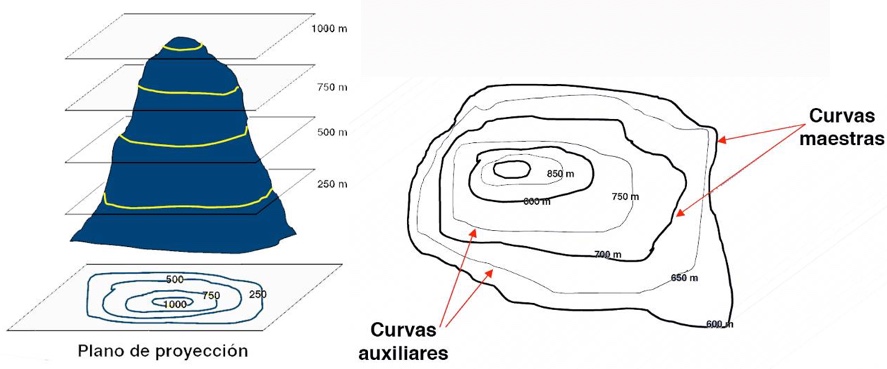 1000 m
750 m
500 m
250 m
500
750
250
1000
Plano de proyección
Curvas
maestras
850 m
800 m
750 m
700 m
650 m
600 m
Curvas
auxiliares